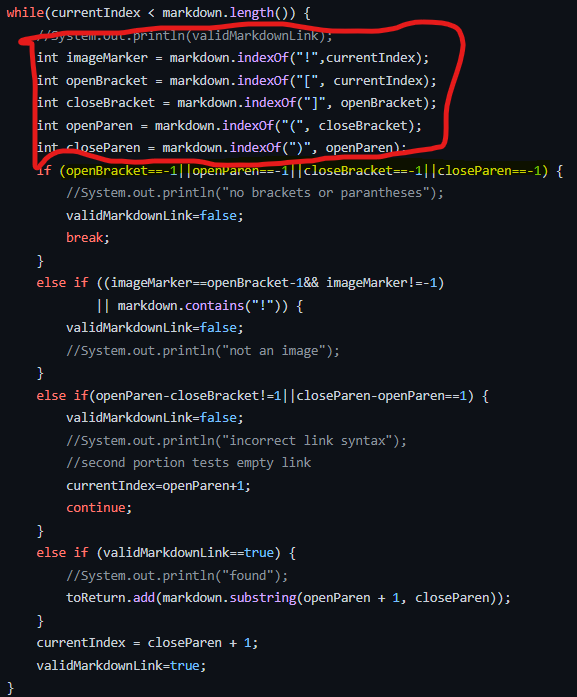 while(currentIndex < markdown.length()) {
//System.out.println(validMarkdownLink);
int imageMarker = markdown.indexOf("!",currentIndex);
int openBracket = markdown.indexOf("[", currentIndex);
int closeBracket = markdown.indexOf("]", openBracket);
int openParen = markdown.indexOf("(", closeBracket);
int closeParen = markdown.indexOf(")", openParen);
if (openBracket==-1||openParen==-1||closeBracket==-1||closeParen==-1) {
//System.out.println("no brackets or parantheses");
validMarkdownLink=false;
break;
}
else if ((imageMarker==openBracket-1&& imageMarker!=-1)
|| markdown.contains("!")) {
validMarkdownLink=false;
//System.out.println("not an image");
}
else if(openParen-closeBracket!=1||closeParen-openParen==1) {
validMarkdownLink=false;
//System.out.println("incorrect link syntax");
//second portion tests empty link
currentIndex=openParen+1;
continue;
}
else if (validMarkdownLink==true) {
//System.out.println("found");
toReturn.add(markdown.substring(openParen + 1, closeParen));
}
currentIndex = closeParen + 1;
validMarkdownLink=true;
}